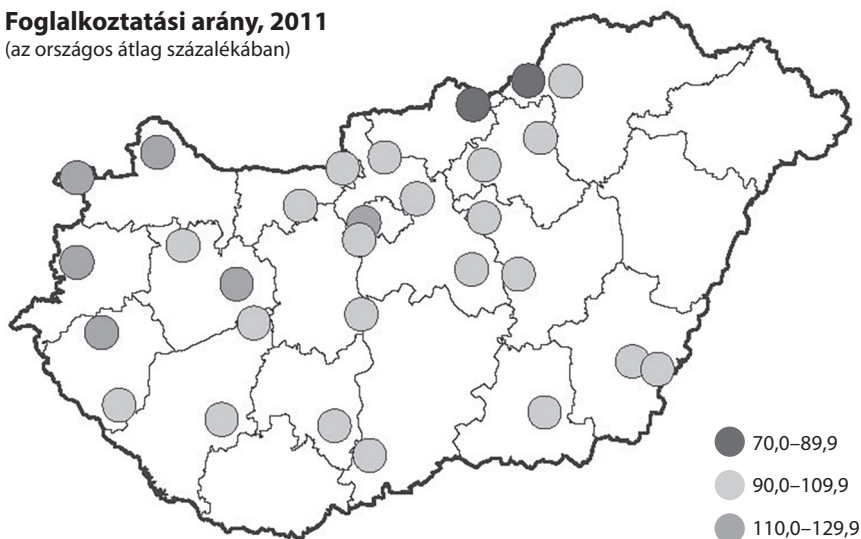 Foglalkoztatási arány, 2011
(az országos átlag százalékában)
70,0–89,9
90,0–109,9
110,0–129,9